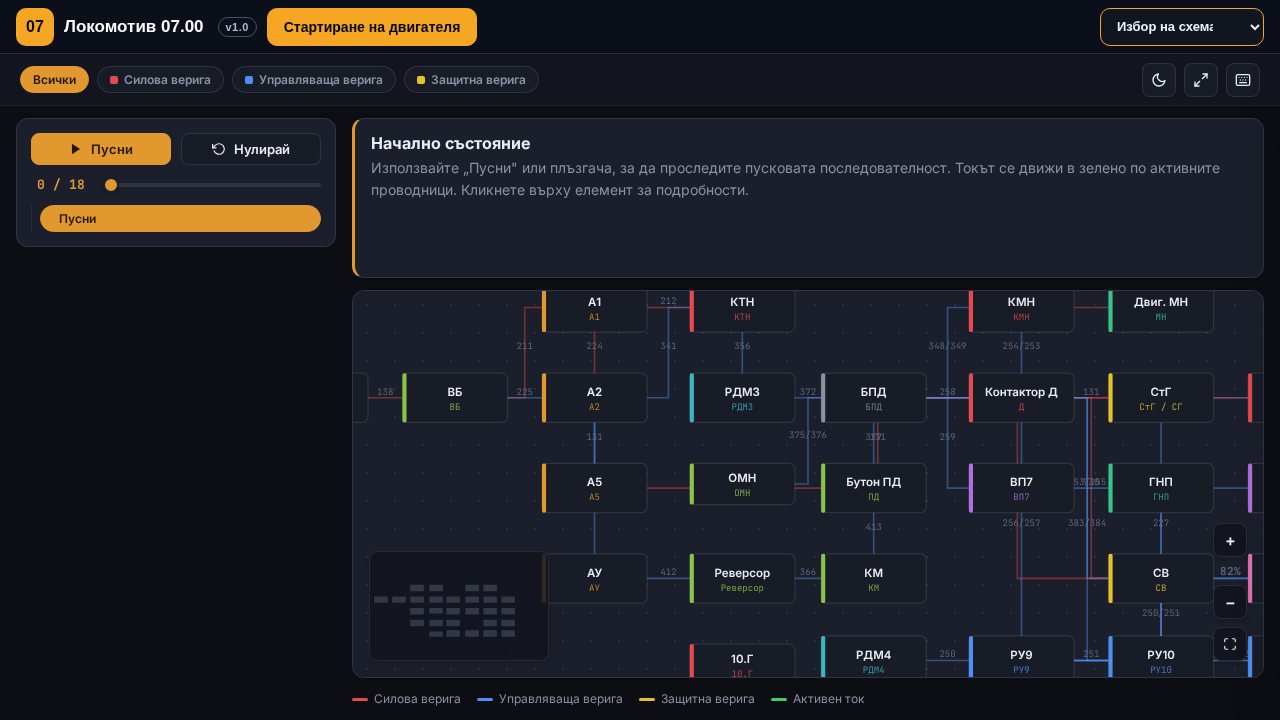 07 Локомотив 07.00 v1.0 Стартиране на двигателя Избор на схема
Всички Силова верига Управляваща верига Защитна верига
Пусни Нулирай
0 / 18
Пусни
Начално състояние
Използвайте „Пусни" или плъзгача, за да проследите пусковата последователност. Токът се движи в зелено по активните
проводници. Кликнете върху елемент за подробности.
А1 212 КТН КМН Двиг. МН
А1 КТН КМН МН
211 224 341 356 348/349 254/253
138 ВБ 225 А2 РДМ3 372 БПД 258 Контактор Д 131 СтГ
ВБ А2 РДМ3 БПД Д СтГ / СГ
131 375/376 259
А5 ОМН Бутон ПД ВП7 ГНП
А5 ОМН ПД ВП7 ГНП
413 256/257 383/384 227
АУ 412 Реверсор 366 КМ СВ 82%
АУ Реверсор КМ СВ
250/251
10.Г РДМ4 250 РУ9 251 РУ10
10.Г РДМ4 РУ9 РУ10
Силова верига Управляваща верига Защитна верига Активен ток